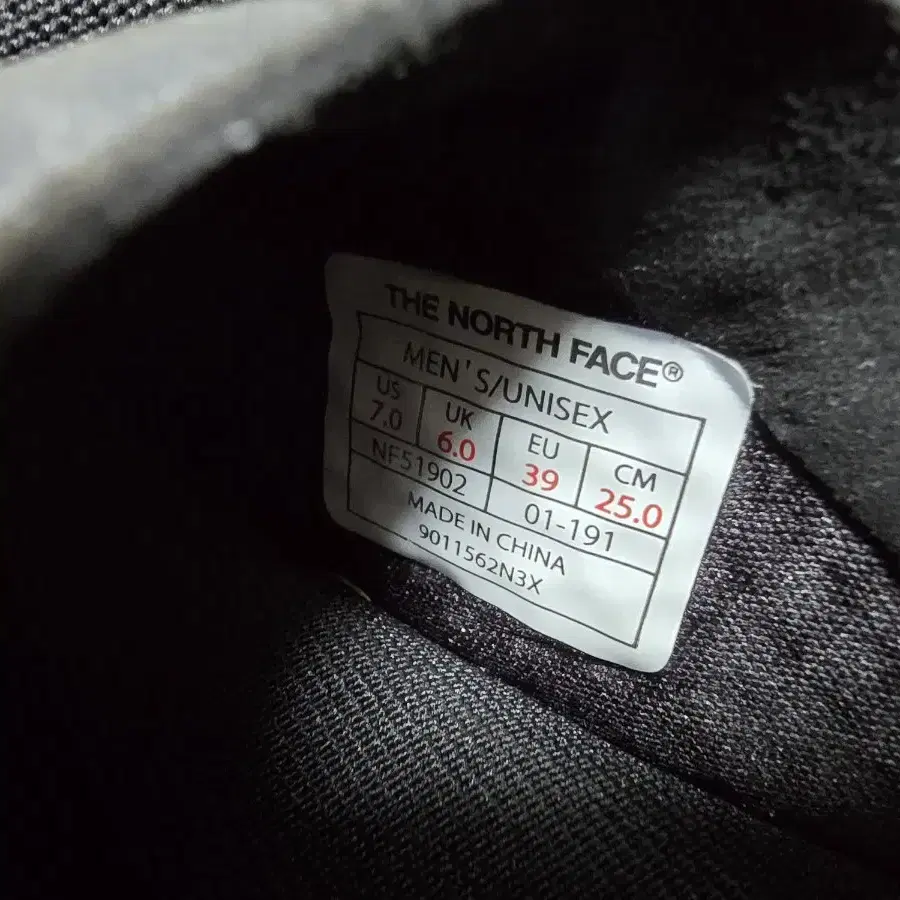 THE NORTH FACE®
MEN'S/UNISEX
US UK EU CM
7.0 6.0 39 25.0
NF51902 01-191
MADE IN CHINA
9011562N3X